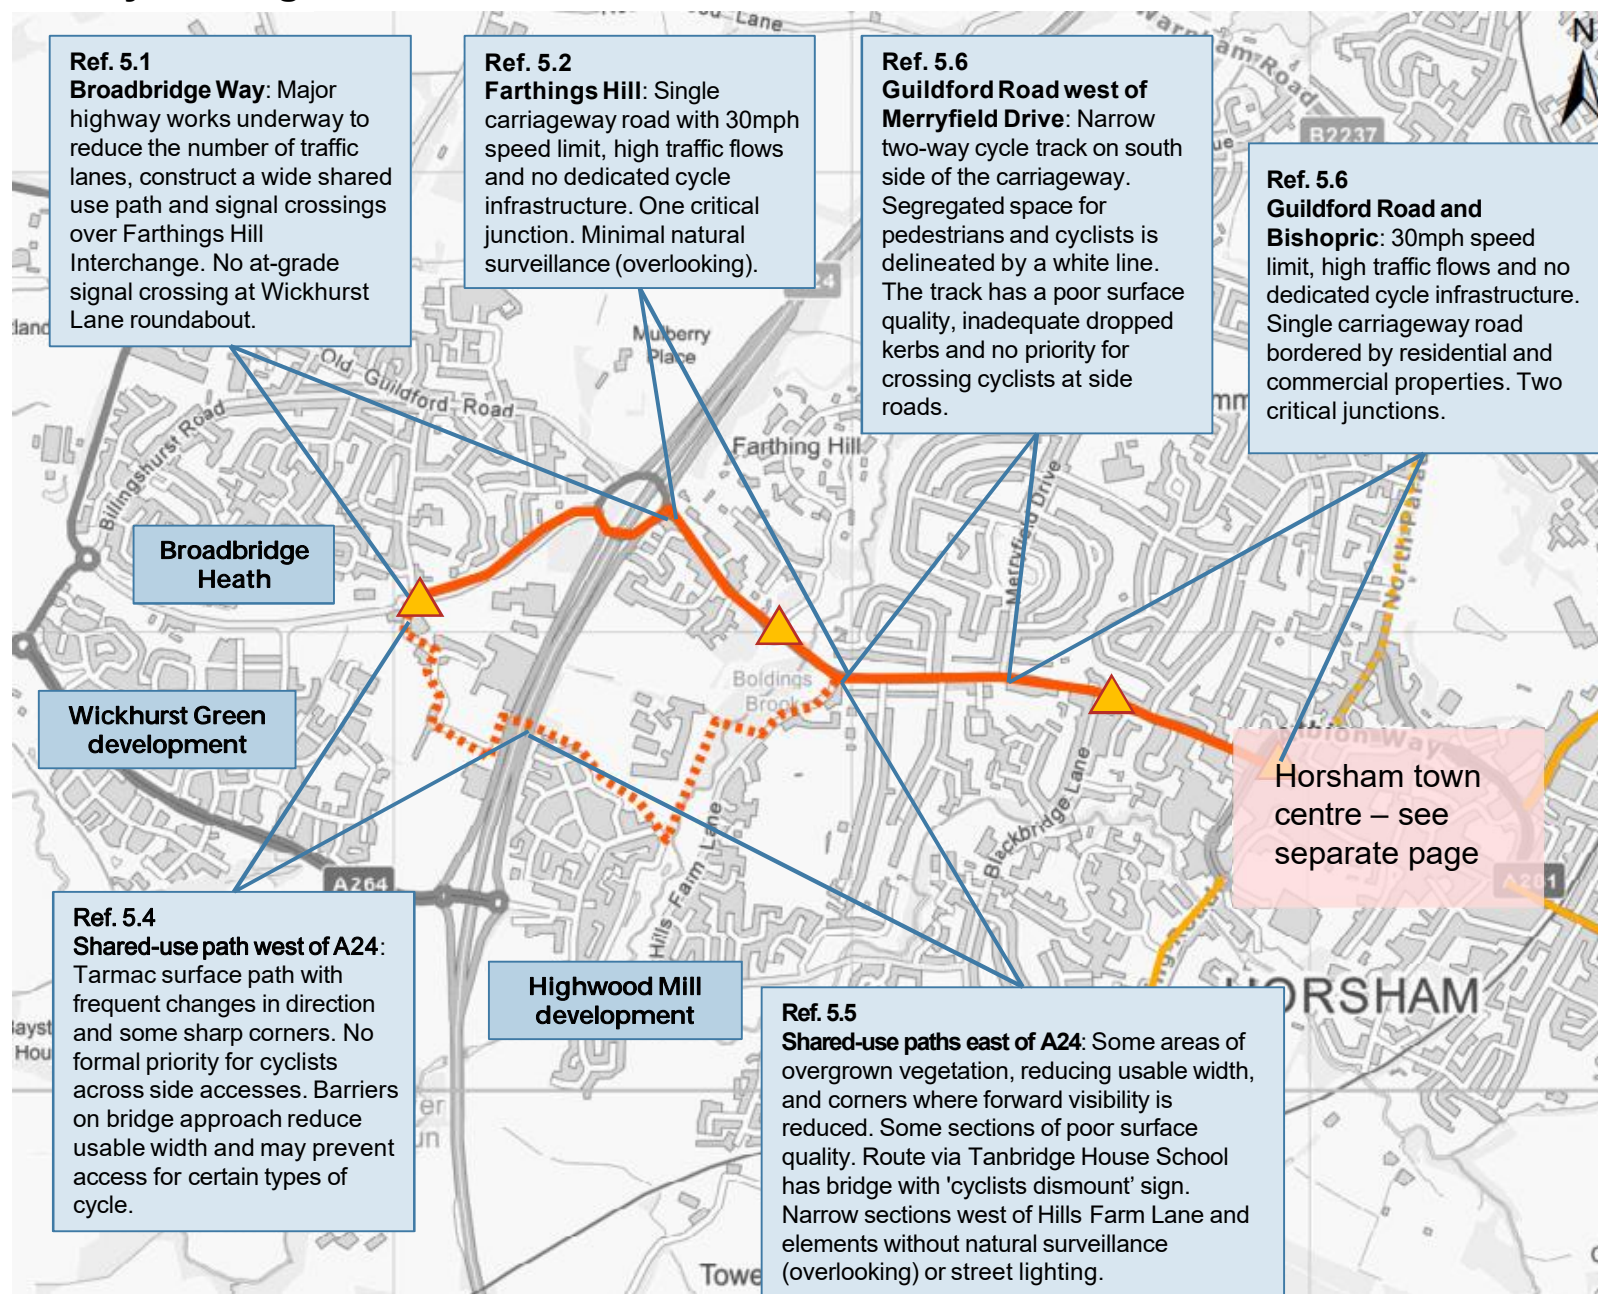 Lane
Warnham Road
N
B2237
Ref. 5.1
Broadbridge Way: Major
highway works underway to
reduce the number of traffic
lanes, construct a wide shared
use path and signal crossings
over Farthings Hill
Interchange. No at-grade
signal crossing at Wickhurst
Lane roundabout.
Ref. 5.2
Farthings Hill: Single
carriageway road with 30mph
speed limit, high traffic flows
and no dedicated cycle
infrastructure. One critical
junction. Minimal natural
surveillance (overlooking).
Ref. 5.6
Guildford Road west of
Merryfield Drive: Narrow
two-way cycle track on south
side of the carriageway.
Segregated space for
pedestrians and cyclists is
delineated by a white line.
The track has a poor surface
quality, inadequate dropped
kerbs and no priority for
crossing cyclists at side
roads.
Ref. 5.6
Guildford Road and
Bishopric: 30mph speed
limit, high traffic flows and no
dedicated cycle infrastructure.
Single carriageway road
bordered by residential and
commercial properties. Two
critical junctions.
Mulberry
Place
Old Guildford Road
Billingshurst Road
Farthing Hill
Merryfield Drive
Broadbridge
Heath
Wickhurst Green
development
Boldings
Brook
Albion Way
Horsham town
centre – see
separate page
Blackbridge Lane
Hills Farm Lane
A264
A281
HORSHAM
Highwood Mill
development
Ref. 5.4
Shared-use path west of A24:
Tarmac surface path with
frequent changes in direction
and some sharp corners. No
formal priority for cyclists
across side accesses. Barriers
on bridge approach reduce
usable width and may prevent
access for certain types of
cycle.
Ref. 5.5
Shared-use paths east of A24: Some areas of
overgrown vegetation, reducing usable width,
and corners where forward visibility is
reduced. Some sections of poor surface
quality. Route via Tanbridge House School
has bridge with 'cyclists dismount’ sign.
Narrow sections west of Hills Farm Lane and
elements without natural surveillance
(overlooking) or street lighting.